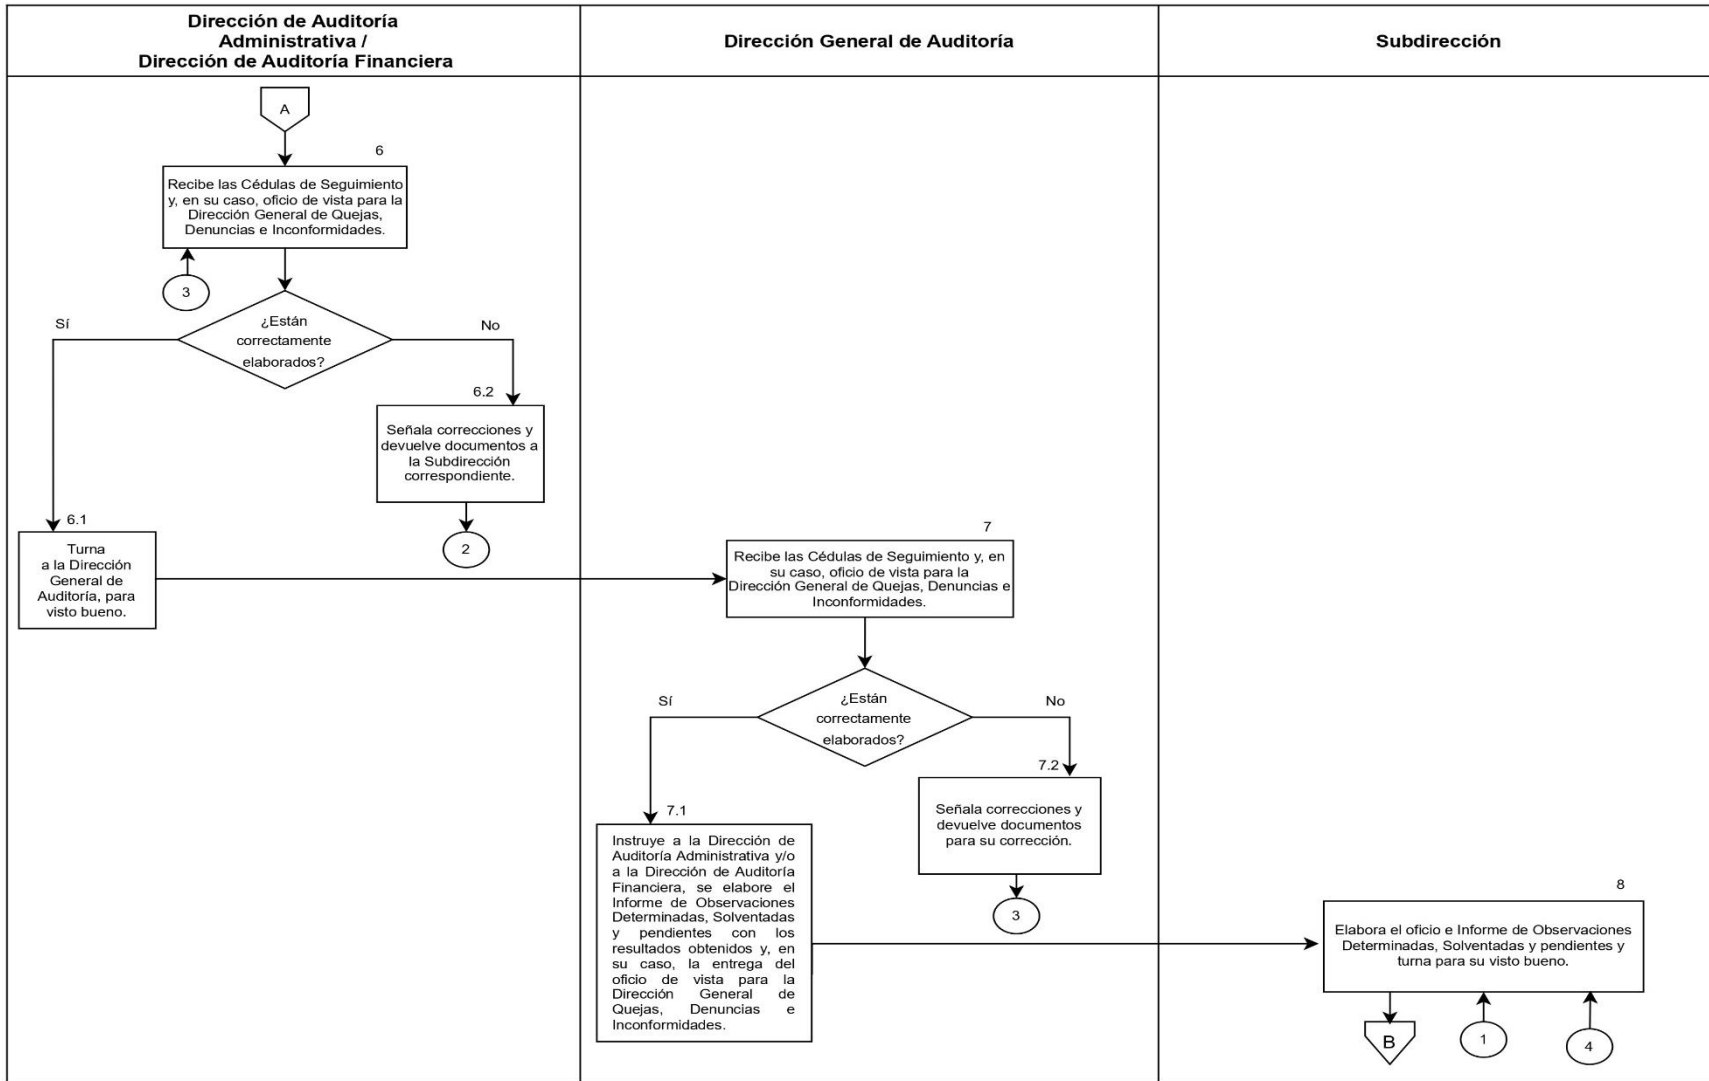 Dirección de Auditoría
Administrativa /
Dirección de Auditoría Financiera
Dirección General de Auditoría
Subdirección
A
6
Recibe las Cédulas de Seguimiento
y, en su caso, oficio de vista para la
Dirección General de Quejas,
Denuncias e Inconformidades.
3
¿Están
correctamente
elaborados?
Sí
No
6.2
Señala correcciones y
devuelve documentos a
la Subdirección
correspondiente.
2
6.1
Turna
a la Dirección
General de
Auditoría, para
visto bueno.
7
Recibe las Cédulas de Seguimiento y, en
su caso, oficio de vista para la
Dirección General de Quejas, Denuncias e
Inconformidades.
¿Están
correctamente
elaborados?
Sí
No
7.2
Señala correcciones y
devuelve documentos
para su corrección.
3
7.1
Instruye a la Dirección de
Auditoría Administrativa y/o
a la Dirección de Auditoría
Financiera, se elabore el
Informe de Observaciones
Determinadas, Solventadas
y pendientes con los
resultados obtenidos y, en
su caso, la entrega del
oficio de vista para la
Dirección General de
Quejas, Denuncias e
Inconformidades.
8
Elabora el oficio e Informe de Observaciones
Determinadas, Solventadas y pendientes y
turna para su visto bueno.
B
1
4